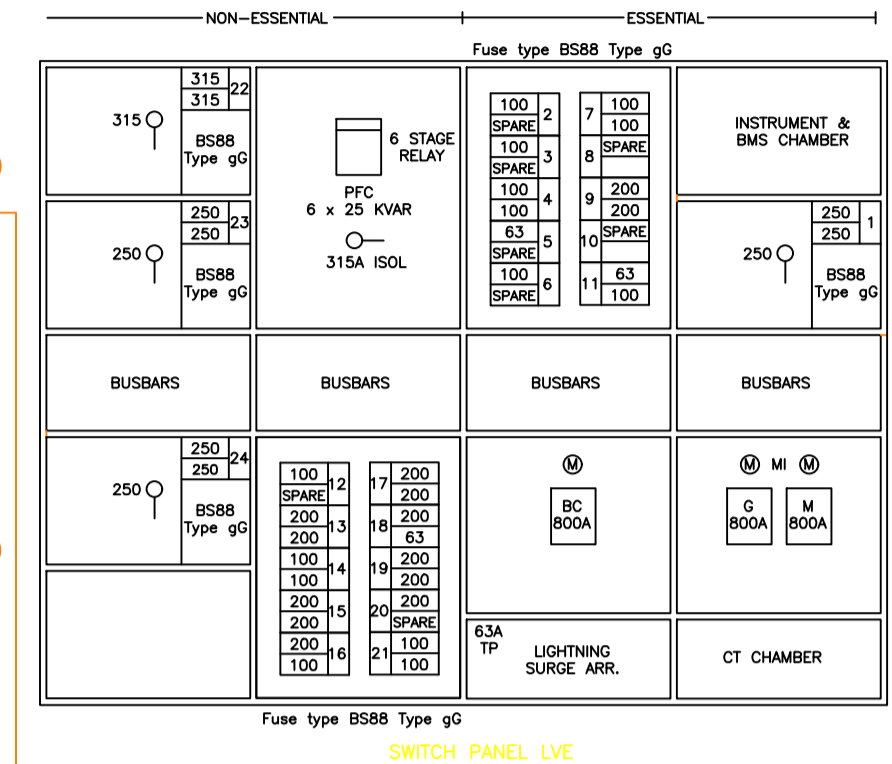 NON-ESSENTIAL
ESSENTIAL
Fuse type BS88 Type gG
315
315
22
315
BS88
Type gG
250
250
23
250
BS88
Type gG
6 STAGE
RELAY
PFC
6 x 25 KVAR
315A ISOL
100
SPARE
2
100
SPARE
3
100
100
4
63
SPARE
5
100
SPARE
6
7
100
100
8
SPARE
9
200
200
10
SPARE
11
63
100
INSTRUMENT &
BMS CHAMBER
250
250
1
250
BS88
Type gG
BUSBARS
BUSBARS
BUSBARS
BUSBARS
250
250
24
250
BS88
Type gG
100
SPARE
12
200
200
13
100
100
14
200
200
15
200
100
16
17
200
200
18
200
63
19
200
200
20
200
SPARE
21
100
100
M
BC
800A
M MI M
G
800A
M
800A
63A
TP
LIGHTNING
SURGE ARR.
CT CHAMBER
Fuse type BS88 Type gG
SWITCH PANEL LVE